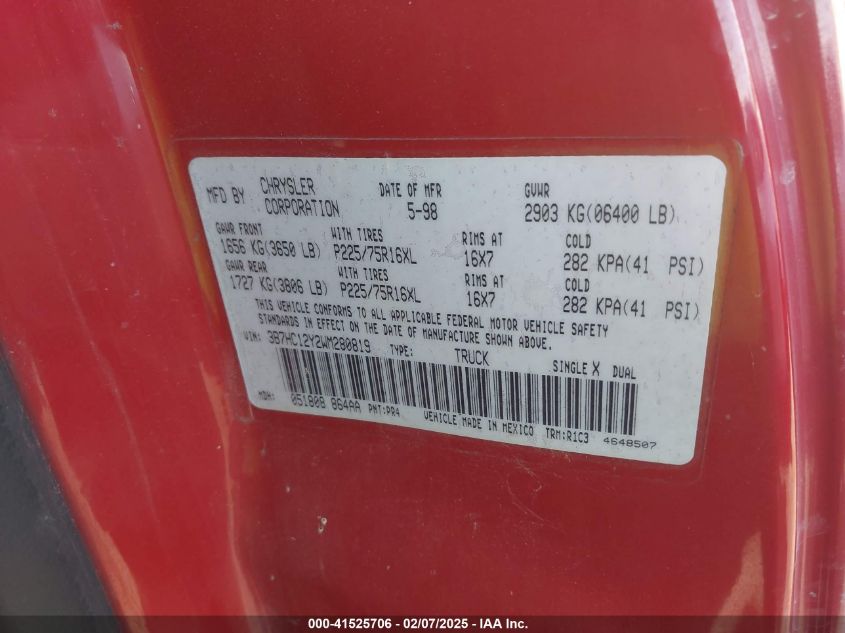 MFD BY CHRYSLER CORPORATION DATE OF MFR 5-98 GVWR 2903 KG(06400 LB)
GAWR FRONT WITH TIRES RIMS AT COLD
1656 KG(3650 LB) P225/75R16XL 16X7 282 KPA(41 PSI)
GAWR REAR WITH TIRES RIMS AT COLD
1727 KG(3806 LB) P225/75R16XL 16X7 282 KPA(41 PSI)
THIS VEHICLE CONFORMS TO ALL APPLICABLE FEDERAL MOTOR VEHICLE SAFETY
STANDARDS IN EFFECT ON THE DATE OF MANUFACTURE SHOWN ABOVE.
VIN: 3B7HC12Y2WM280819 TYPE: TRUCK SINGLE X DUAL
MDH: 051808 864AA PNT:PR4 VEHICLE MADE IN MEXICO TRM:R1C3 4648507
000-41525706 - 02/07/2025 - IAAI - IAA, Inc.